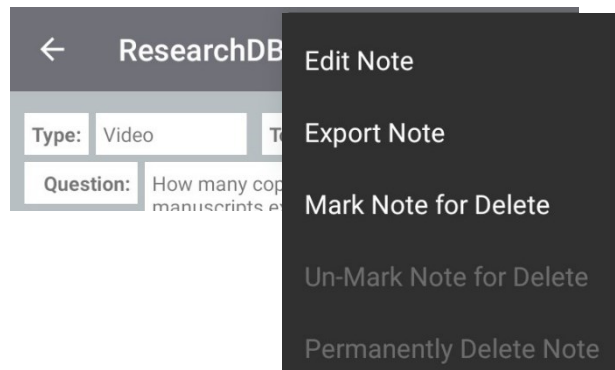 ResearchDB
Type: Video
Question: How many
manuscripts
Edit Note
Export Note
Mark Note for Delete
Un-Mark Note for Delete
Permanently Delete Note